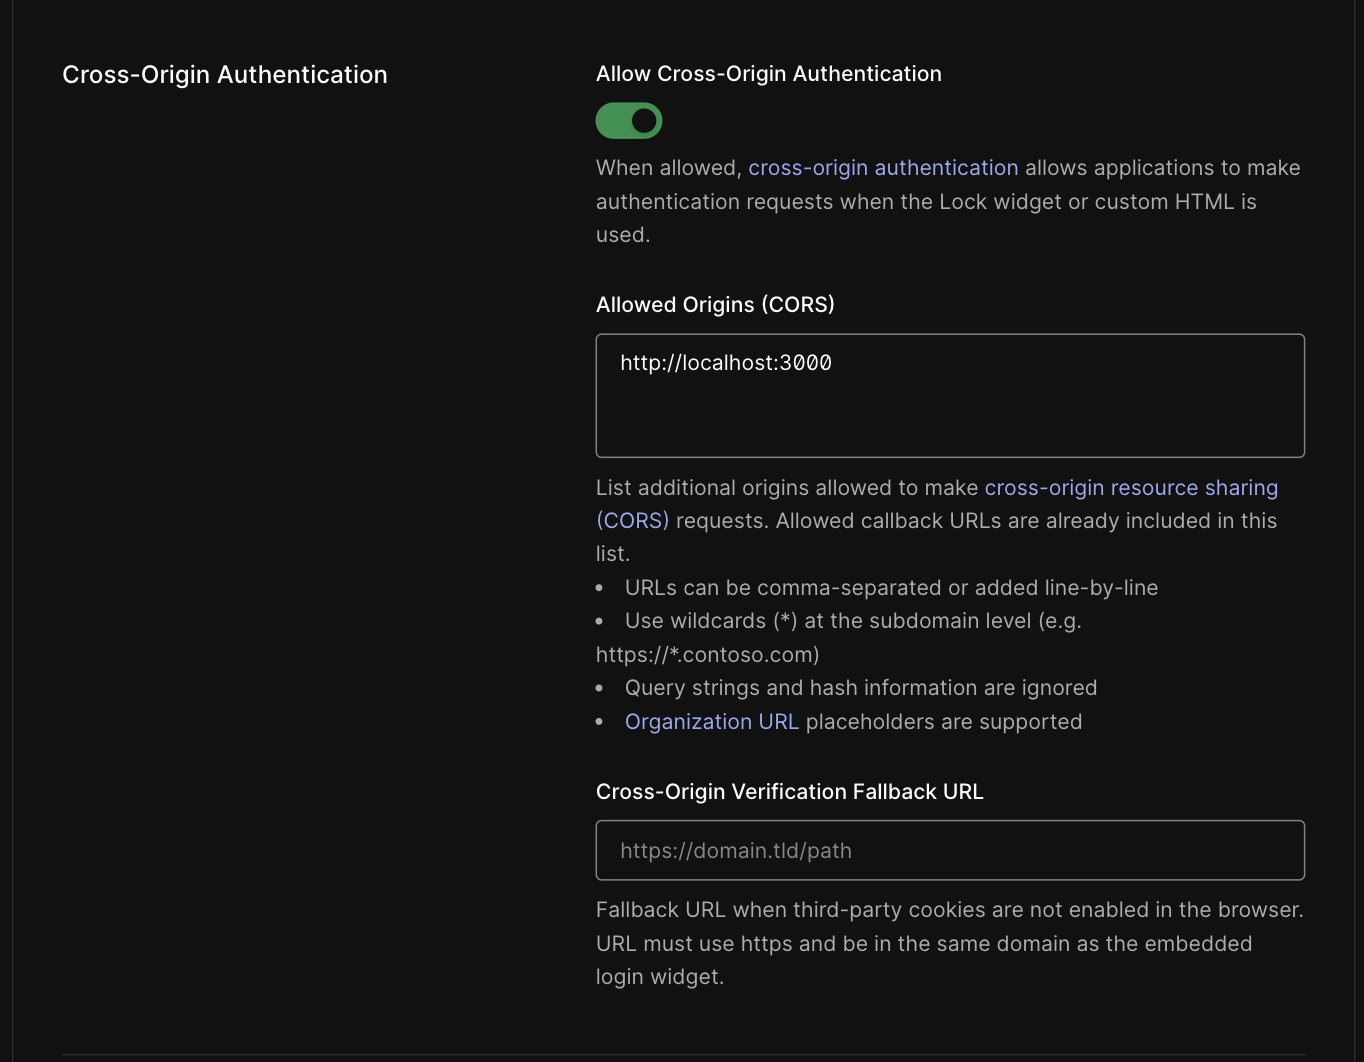 Cross-Origin Authentication
Allow Cross-Origin Authentication
When allowed, cross-origin authentication allows applications to make
authentication requests when the Lock widget or custom HTML is
used.
Allowed Origins (CORS)
http://localhost:3000
List additional origins allowed to make cross-origin resource sharing
(CORS) requests. Allowed callback URLs are already included in this
list.
• URLs can be comma-separated or added line-by-line
• Use wildcards (*) at the subdomain level (e.g.
https://*.contoso.com)
• Query strings and hash information are ignored
• Organization URL placeholders are supported
Cross-Origin Verification Fallback URL
https://domain.tld/path
Fallback URL when third-party cookies are not enabled in the browser.
URL must use https and be in the same domain as the embedded
login widget.